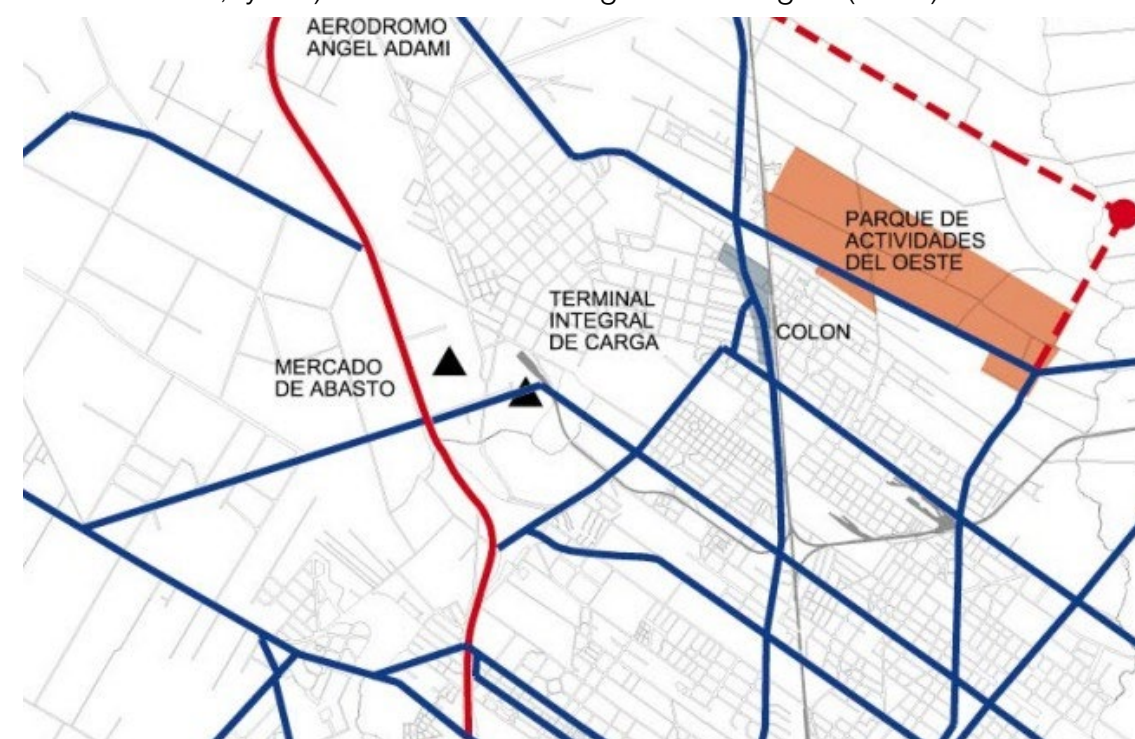 AERODROMO
ANGEL ADAMI
PARQUE DE
ACTIVIDADES
DEL OESTE
TERMINAL
INTEGRAL
DE CARGA
COLON
MERCADO
DE ABASTO